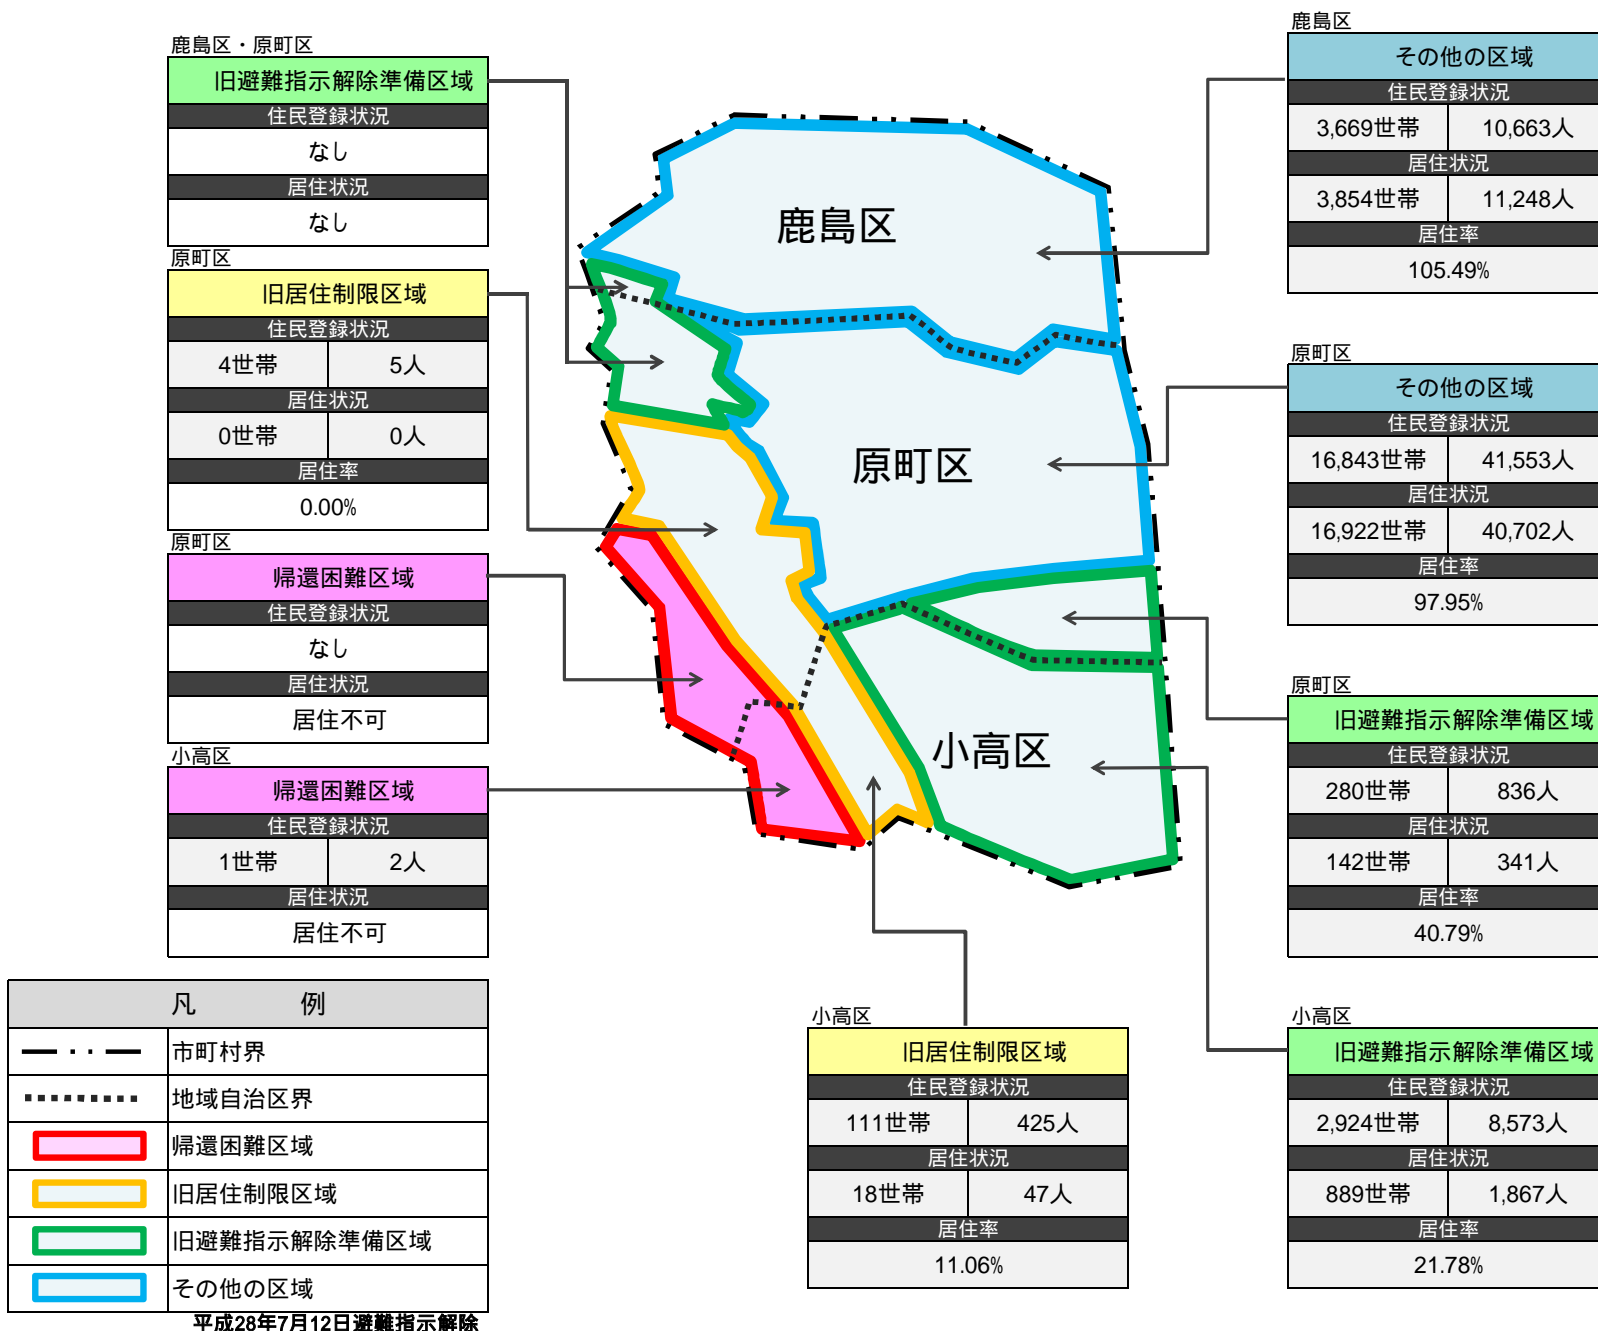 鹿島区・原町区
旧避難指示解除準備区域
住民登録状況
なし
居住状況
なし
原町区
旧居住制限区域
住民登録状況
4世帯 5人
居住状況
0世帯 0人
居住率
0.00%
原町区
帰還困難区域
住民登録状況
なし
居住状況
居住不可
小高区
帰還困難区域
住民登録状況
1世帯 2人
居住状況
居住不可
凡 例
市町村界
地域自治区界
帰還困難区域
旧居住制限区域
旧避難指示解除準備区域
その他の区域
平成28年7月12日避難指示解除
鹿島区
原町区
小高区
小高区
旧居住制限区域
住民登録状況
111世帯 425人
居住状況
18世帯 47人
居住率
11.06%
鹿島区
その他の区域
住民登録状況
3,669世帯 10,663人
居住状況
3,854世帯 11,248人
居住率
105.49%
原町区
その他の区域
住民登録状況
16,843世帯 41,553人
居住状況
16,922世帯 40,702人
居住率
97.95%
原町区
旧避難指示解除準備区域
住民登録状況
280世帯 836人
居住状況
142世帯 341人
居住率
40.79%
小高区
旧避難指示解除準備区域
住民登録状況
2,924世帯 8,573人
居住状況
889世帯 1,867人
居住率
21.78%